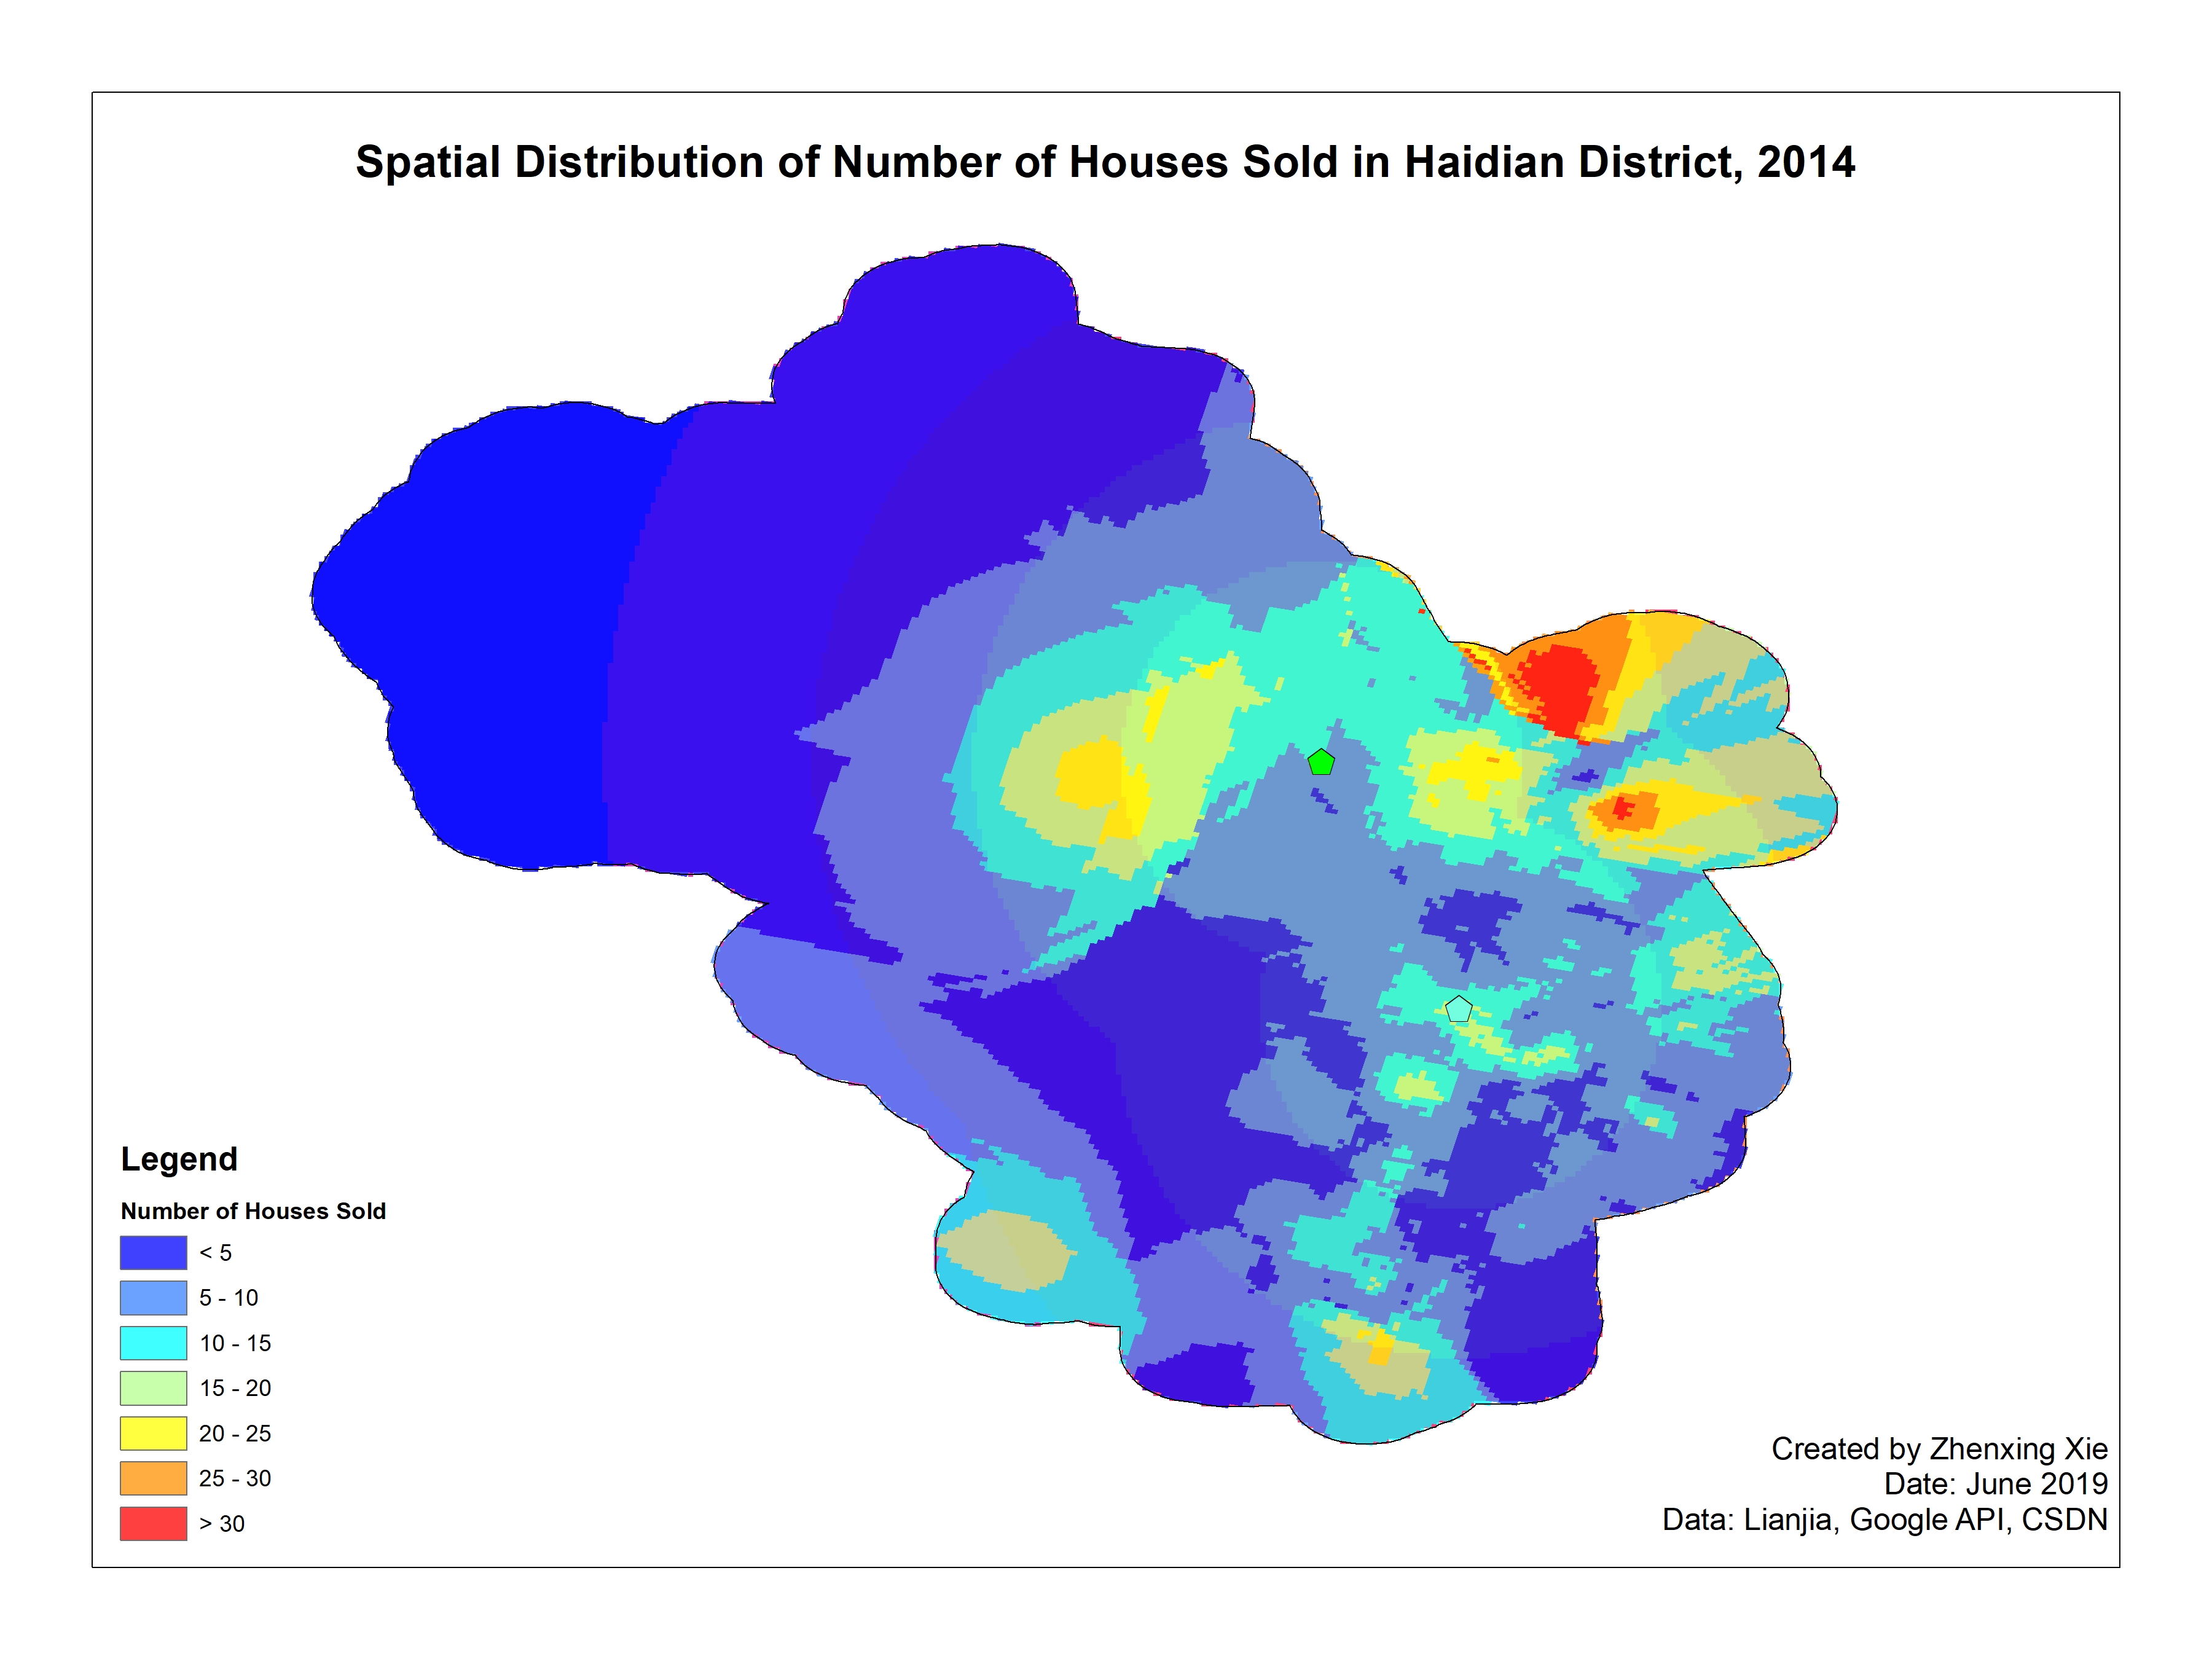 Spatial Distribution of Number of Houses Sold in Haidian District, 2014
Legend
Number of Houses Sold
< 5
5 - 10
10 - 15
15 - 20
20 - 25
25 - 30
> 30
Created by Zhenxing Xie
Date: June 2019
Data: Lianjia, Google API, CSDN